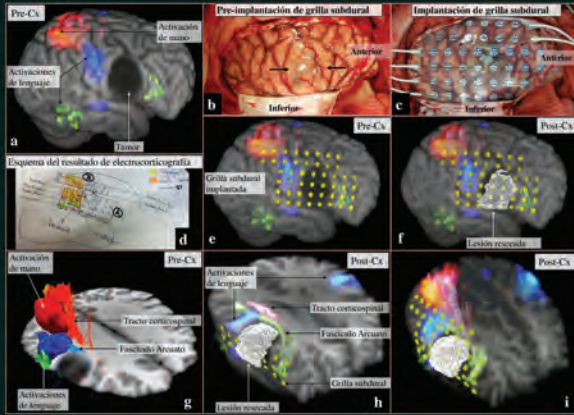 Pre-Cx
Activación
de mano
Activaciones
de lenguaje
Tumor
a
Pre-implantación de grilla subdural
Anterior
Inferior
b
Implantación de grilla subdural
Anterior
Inferior
c
Esquema del resultado de electrocorticografía
d
Pre-Cx
Grilla subdural
implantada
e
Post-Cx
Lesión resecada
f
Activación
de mano
Pre-Cx
Tracto corticospinal
Fascículo Arcuato
Activaciones
de lenguaje
g
Post-Cx
Activaciones
de lenguaje
Tracto corticospinal
Fascículo Arcuato
Grilla subdural
Lesión resecada
h
Post-Cx
i